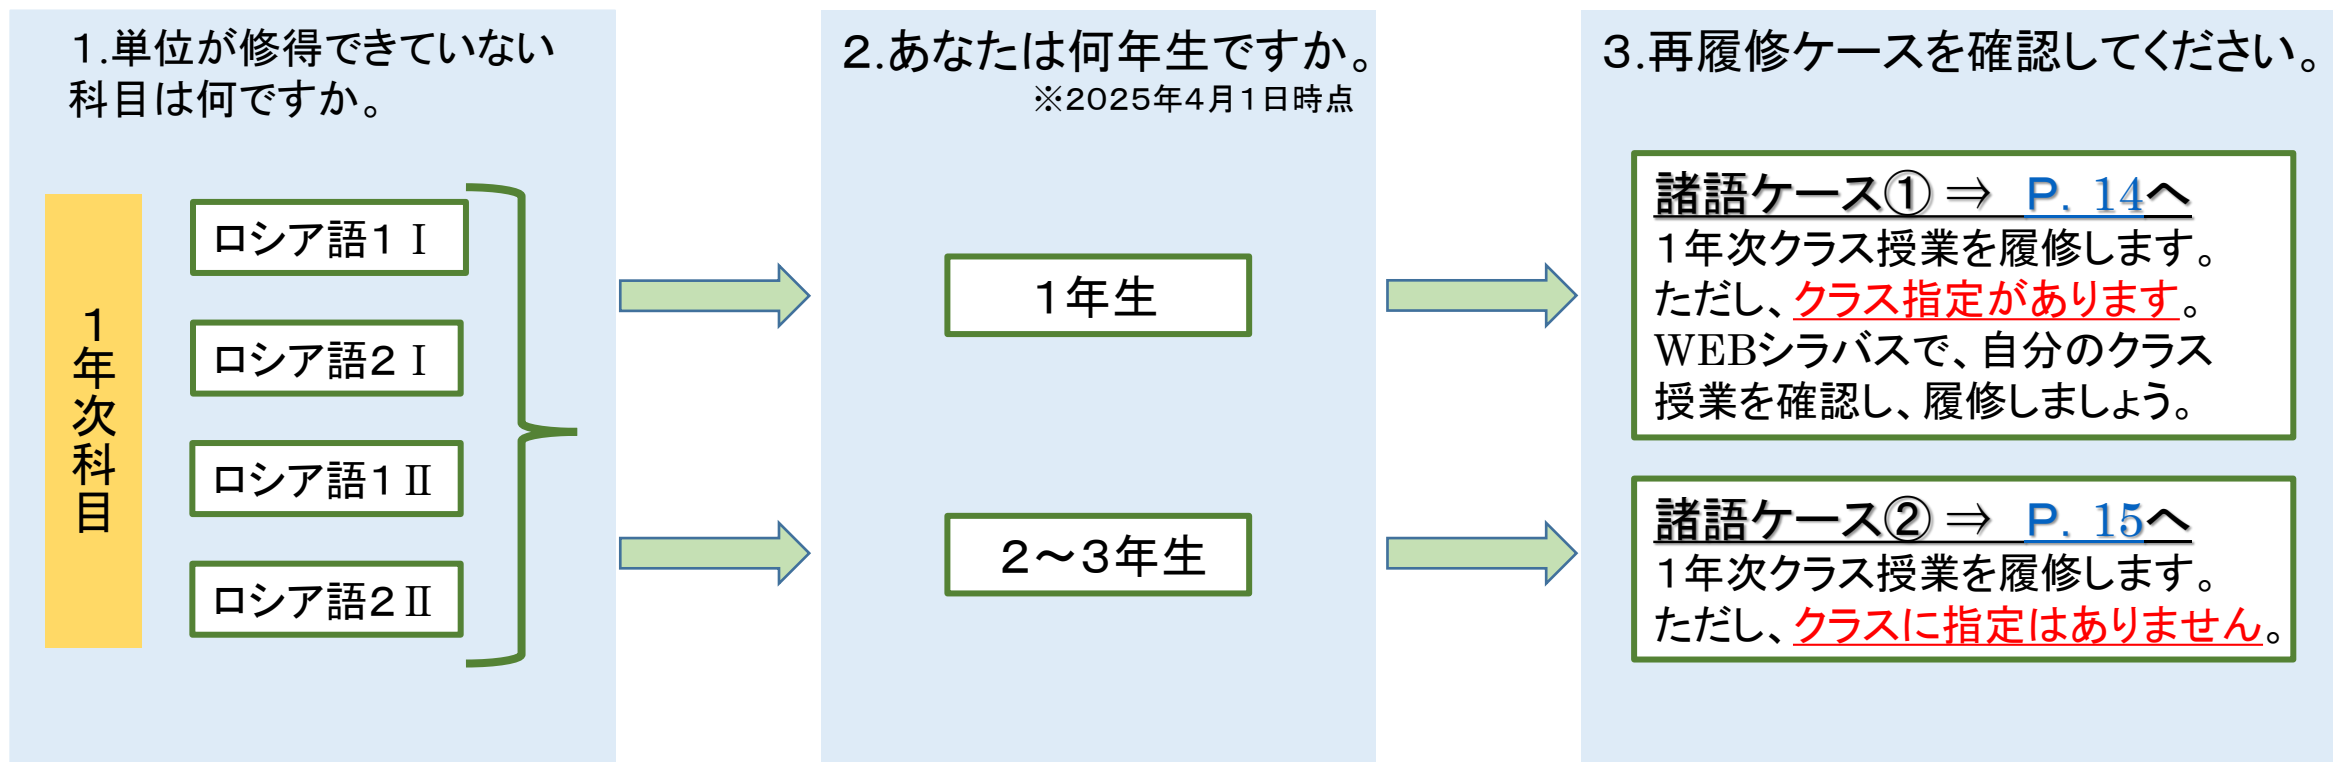 1.単位が修得できていない
科目は何ですか。
1年次科目
ロシア語1 Ⅰ
ロシア語2 Ⅰ
ロシア語1 Ⅱ
ロシア語2 Ⅱ
2.あなたは何年生ですか。
※2025年4月1日時点
1年生
2～3年生
3.再履修ケースを確認してください。
諸語ケース① ⇒ P. 14へ
1年次クラス授業を履修します。
ただし、クラス指定があります。
WEBシラバスで、自分のクラス
授業を確認し、履修しましょう。
諸語ケース② ⇒ P. 15へ
1年次クラス授業を履修します。
ただし、クラスに指定はありません。